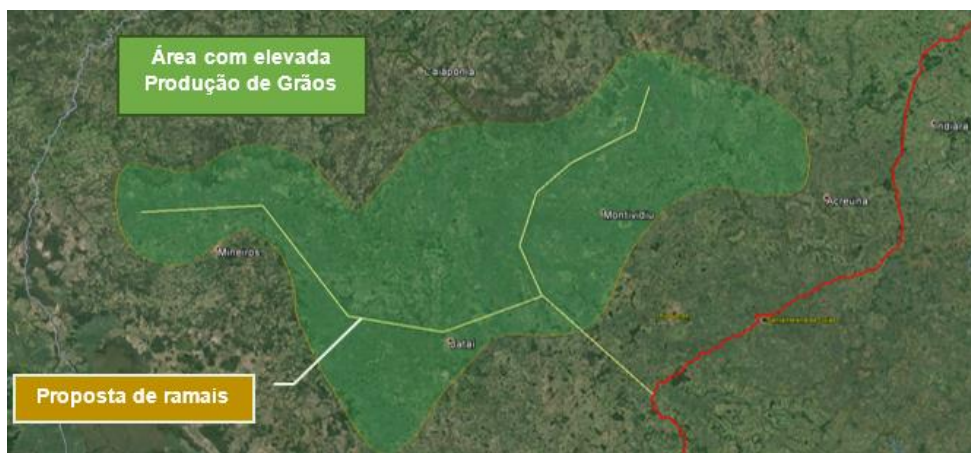 Área com elevada
Produção de Grãos
Caiapônia
Indiara
Acreúna
Montividiu
Mineiros
Jataí
Proposta de ramais